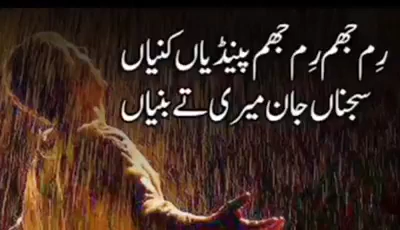 رِم جھم رِم جھم پینڈیاں کنیاں
سجناں جان میری تے بنیاں